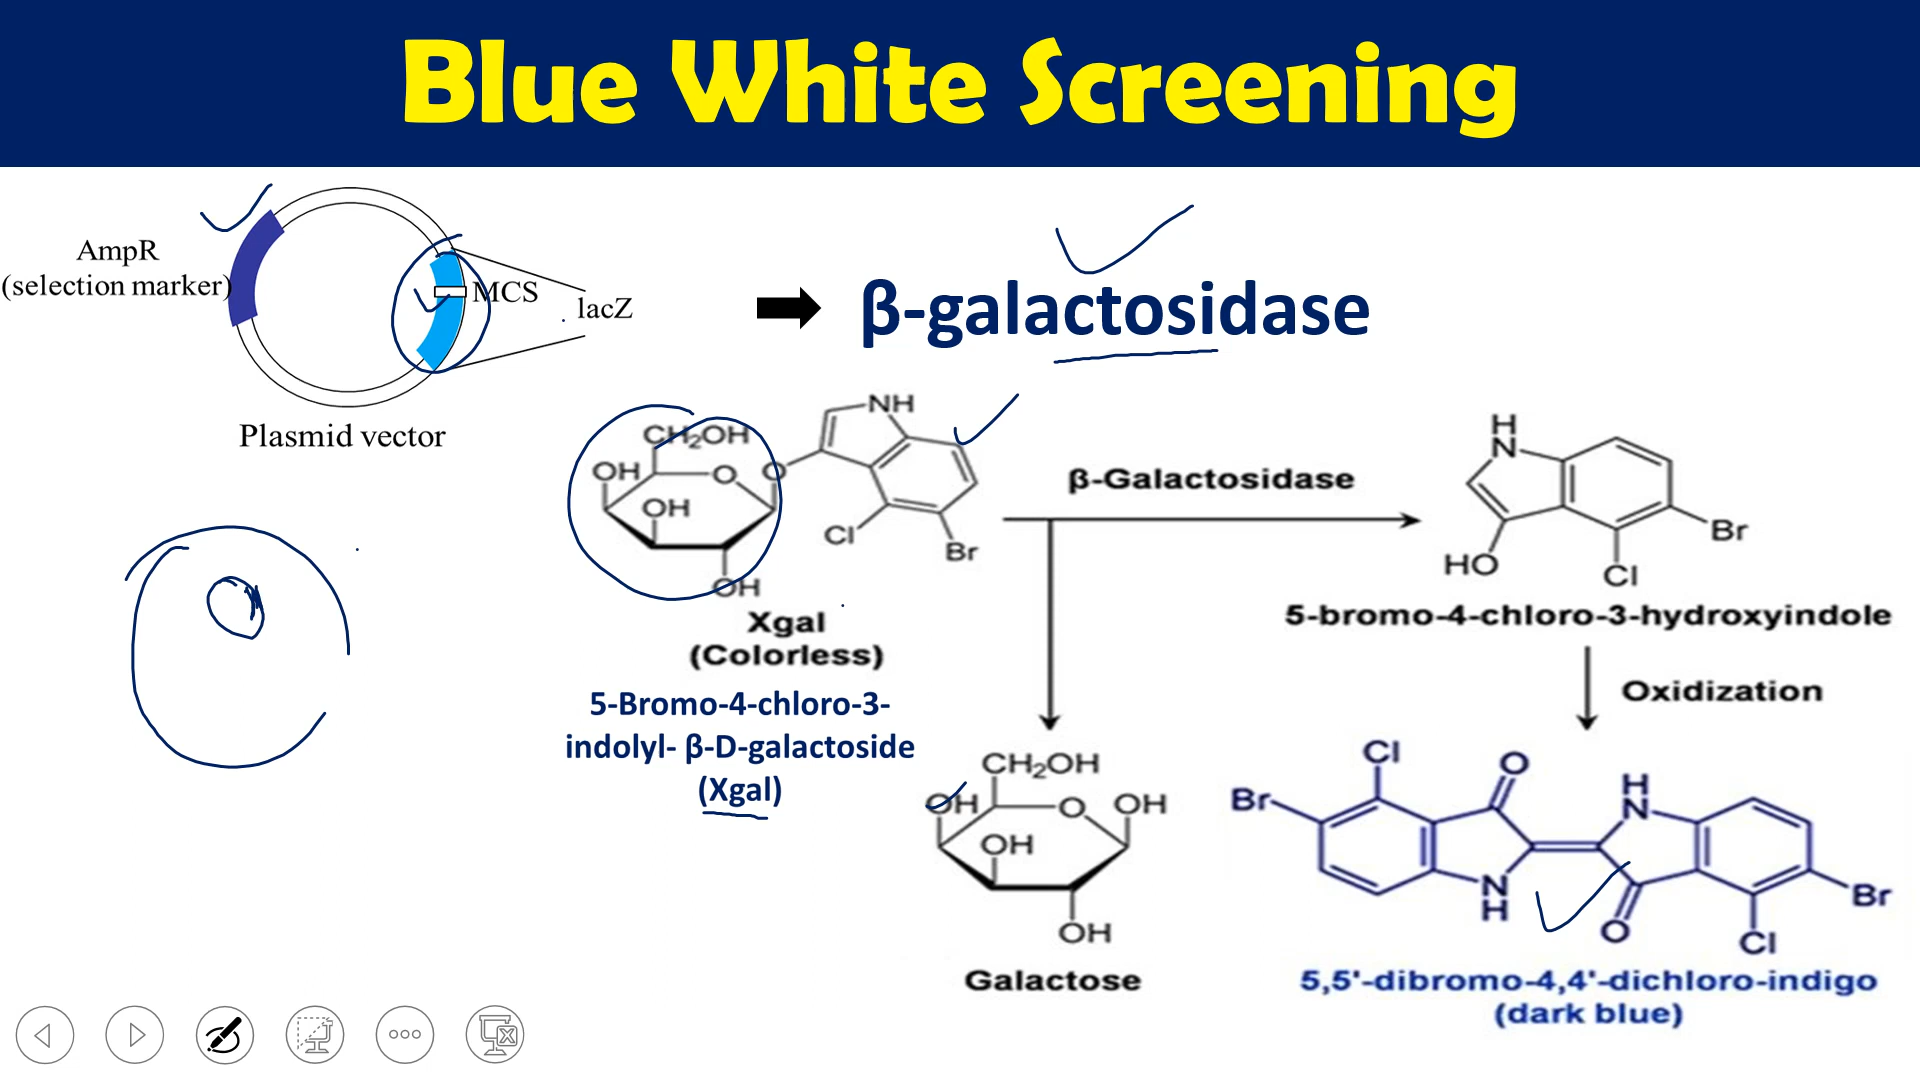 Blue White Screening
AmpR
(selection marker)
MCS
lacZ
Plasmid vector
β-galactosidase
CH₂OH
OH
O
OH
OH
O
NH
Cl
Br
Xgal
(Colorless)
5-Bromo-4-chloro-3-
indolyl- β-D-galactoside
(Xgal)
β-Galactosidase
H
N
HO
Cl
Br
5-bromo-4-chloro-3-hydroxyindole
Oxidization
CH₂OH
OH
O
OH
OH
OH
Galactose
Cl
O
Br
N
H
H
N
O
Cl
Br
5,5'-dibromo-4,4'-dichloro-indigo
(dark blue)